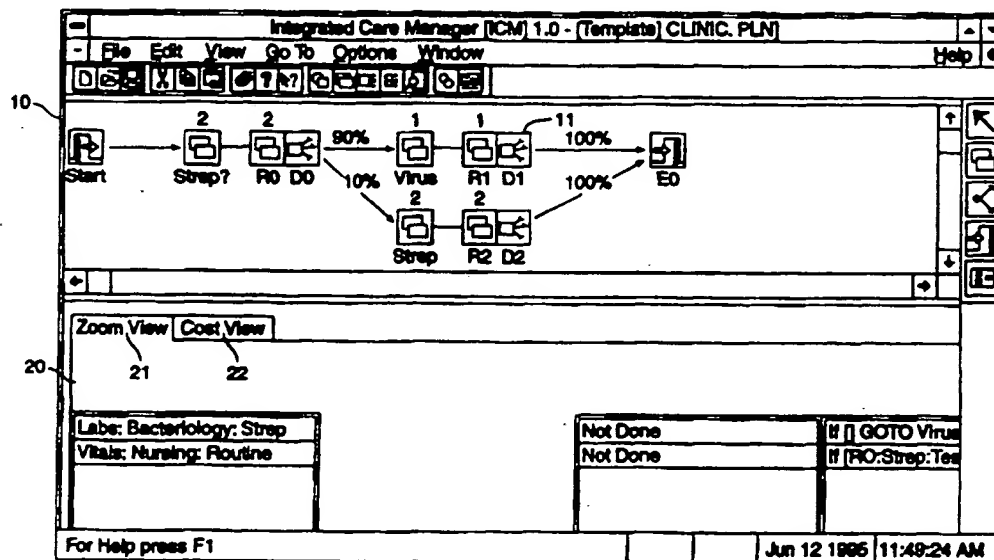 Integrated Care Manager [ICM] 1.0 - [Template] CLINIC. PLN]
- File Edit View Go To Options Window Help
10
2 2 90% 1 1 11 100%
Start Strep? R0 D0 10% Virus R1 D1 100% E0
2 2
Strep R2 D2
Zoom View Cost View
20 21 22
Labs: Bacteriology: Strep Not Done If [] GOTO Virus
Vitals: Nursing: Routine Not Done If [RO:Strep:Tes
For Help press F1 Jun 12 1995 11:49:24 AM